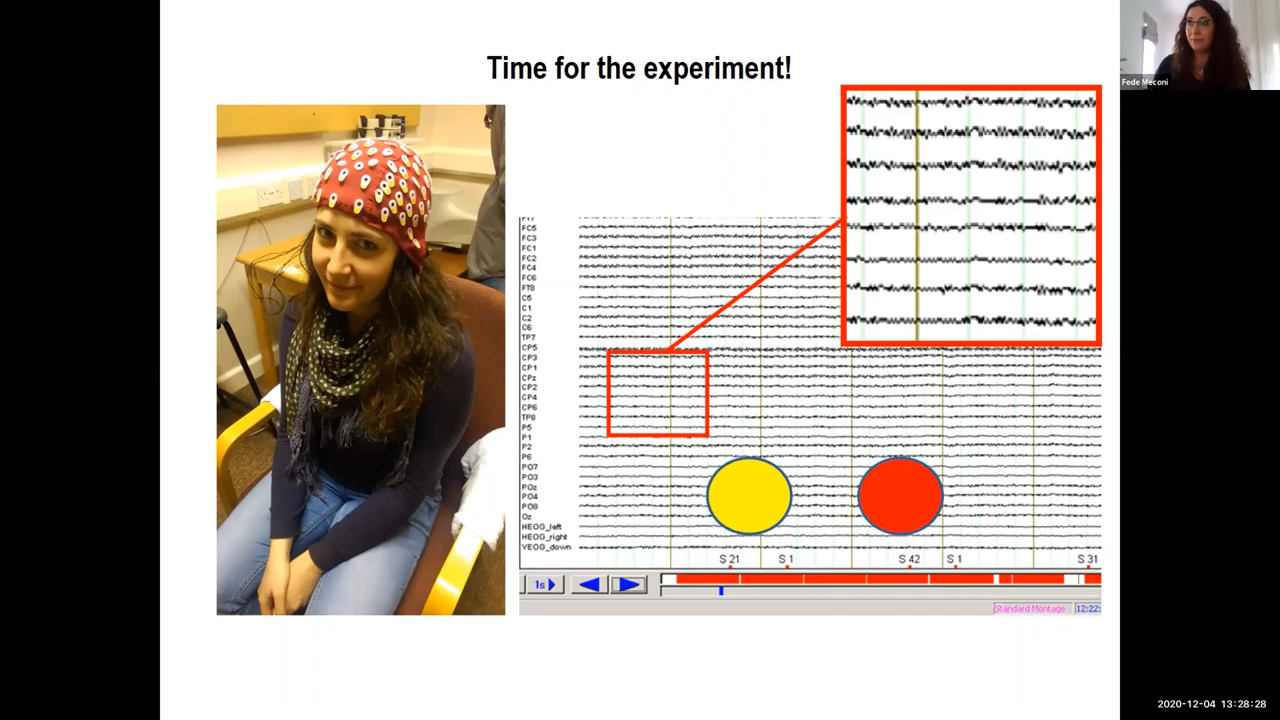 Time for the experiment!
Fede Meconi
FC5
FC3
FC1
FC2
FC4
FC6
FT8
C5
C1
C2
C6
TP7
CP5
CP3
CP1
CPz
CP2
CP4
CP6
TP8
P5
P1
P2
P6
PO7
PO3
POz
PO4
PO8
Oz
HEOG_left
HEOG_right
VEOG_down
S 21 S 1 S 42 S 1 S 31
1s
Standard Montage 12:22:
2020-12-04 13:28:28